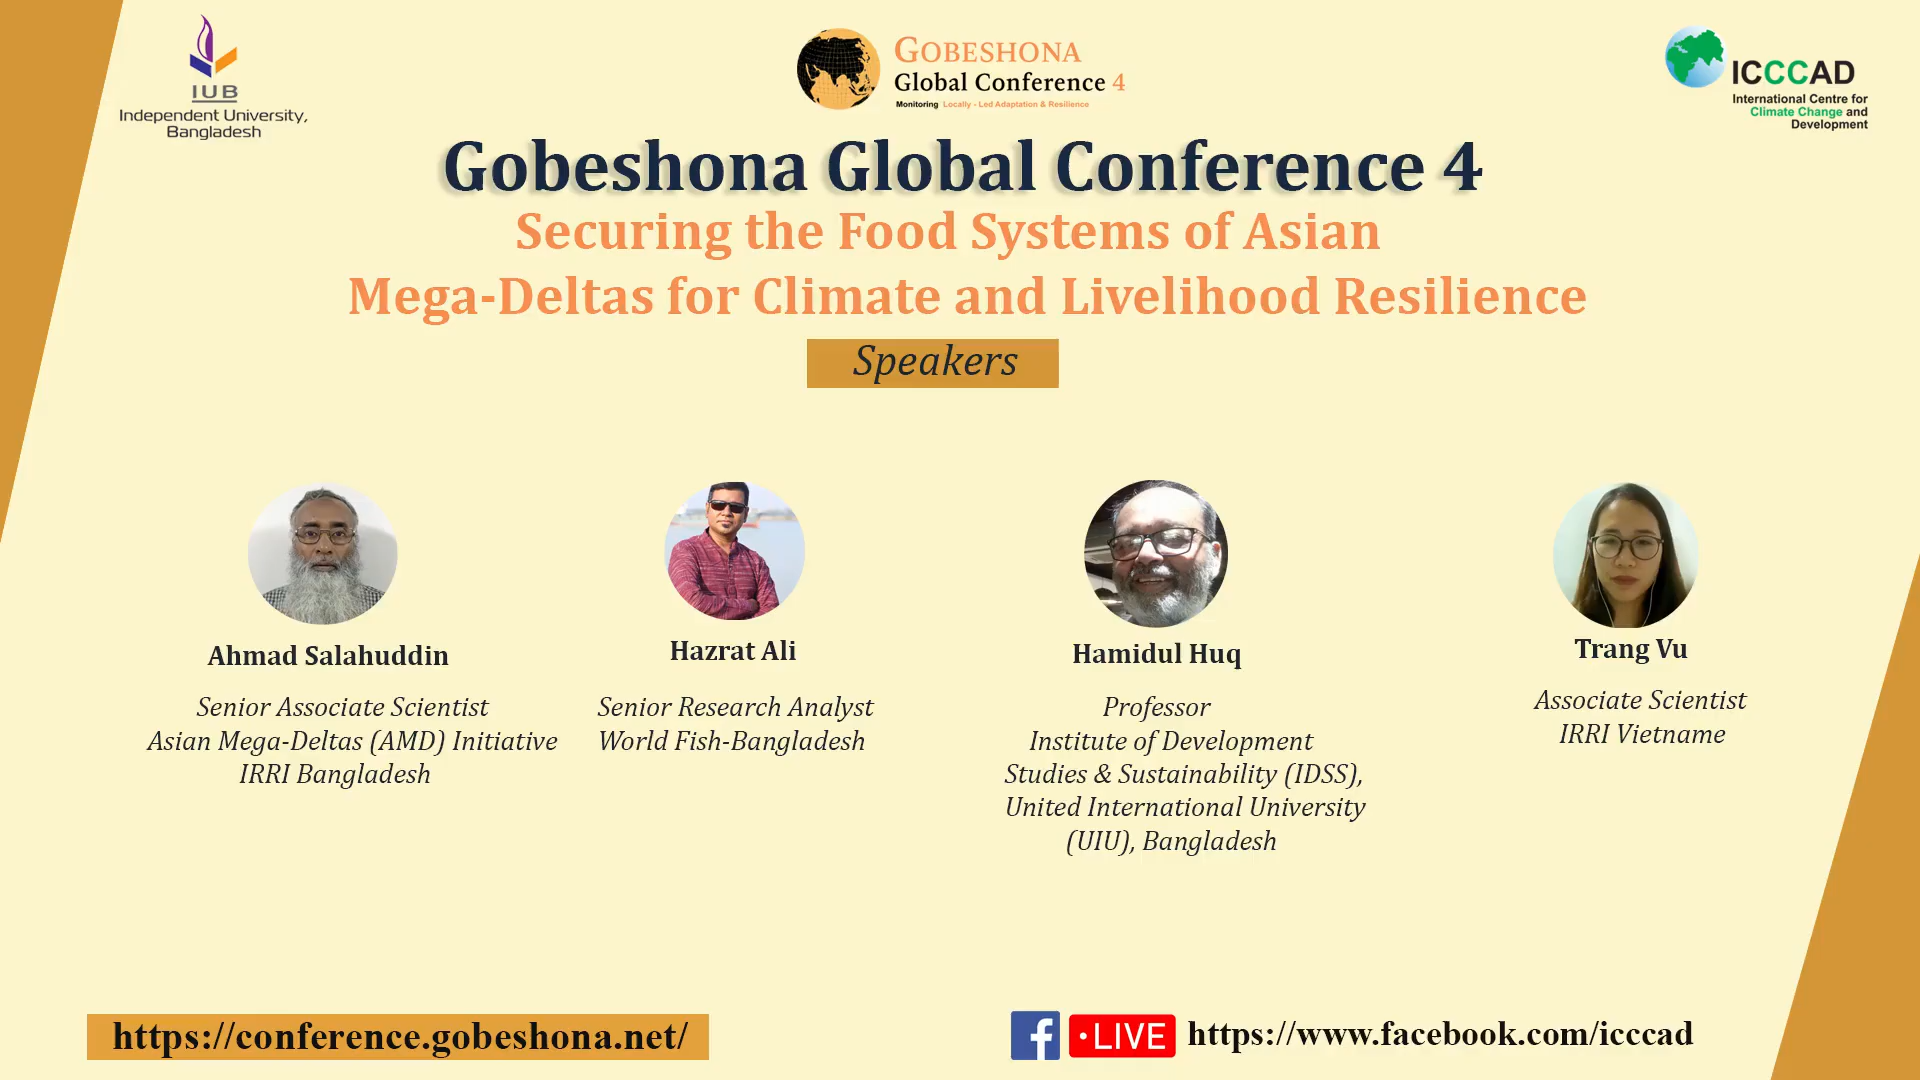 IUB
Independent University,
Bangladesh
GOBESHONA
Global Conference 4
Monitoring Locally - Led Adaptation & Resilience
ICCCAD
International Centre for
Climate Change and
Development
Gobeshona Global Conference 4
Securing the Food Systems of Asian
Mega-Deltas for Climate and Livelihood Resilience
Speakers
Ahmad Salahuddin
Senior Associate Scientist
Asian Mega-Deltas (AMD) Initiative
IRRI Bangladesh
Hazrat Ali
Senior Research Analyst
World Fish-Bangladesh
Hamidul Huq
Professor
Institute of Development
Studies & Sustainability (IDSS),
United International University
(UIU), Bangladesh
Trang Vu
Associate Scientist
IRRI Vietname
https://conference.gobeshona.net/
f
· LIVE
https://www.facebook.com/icccad